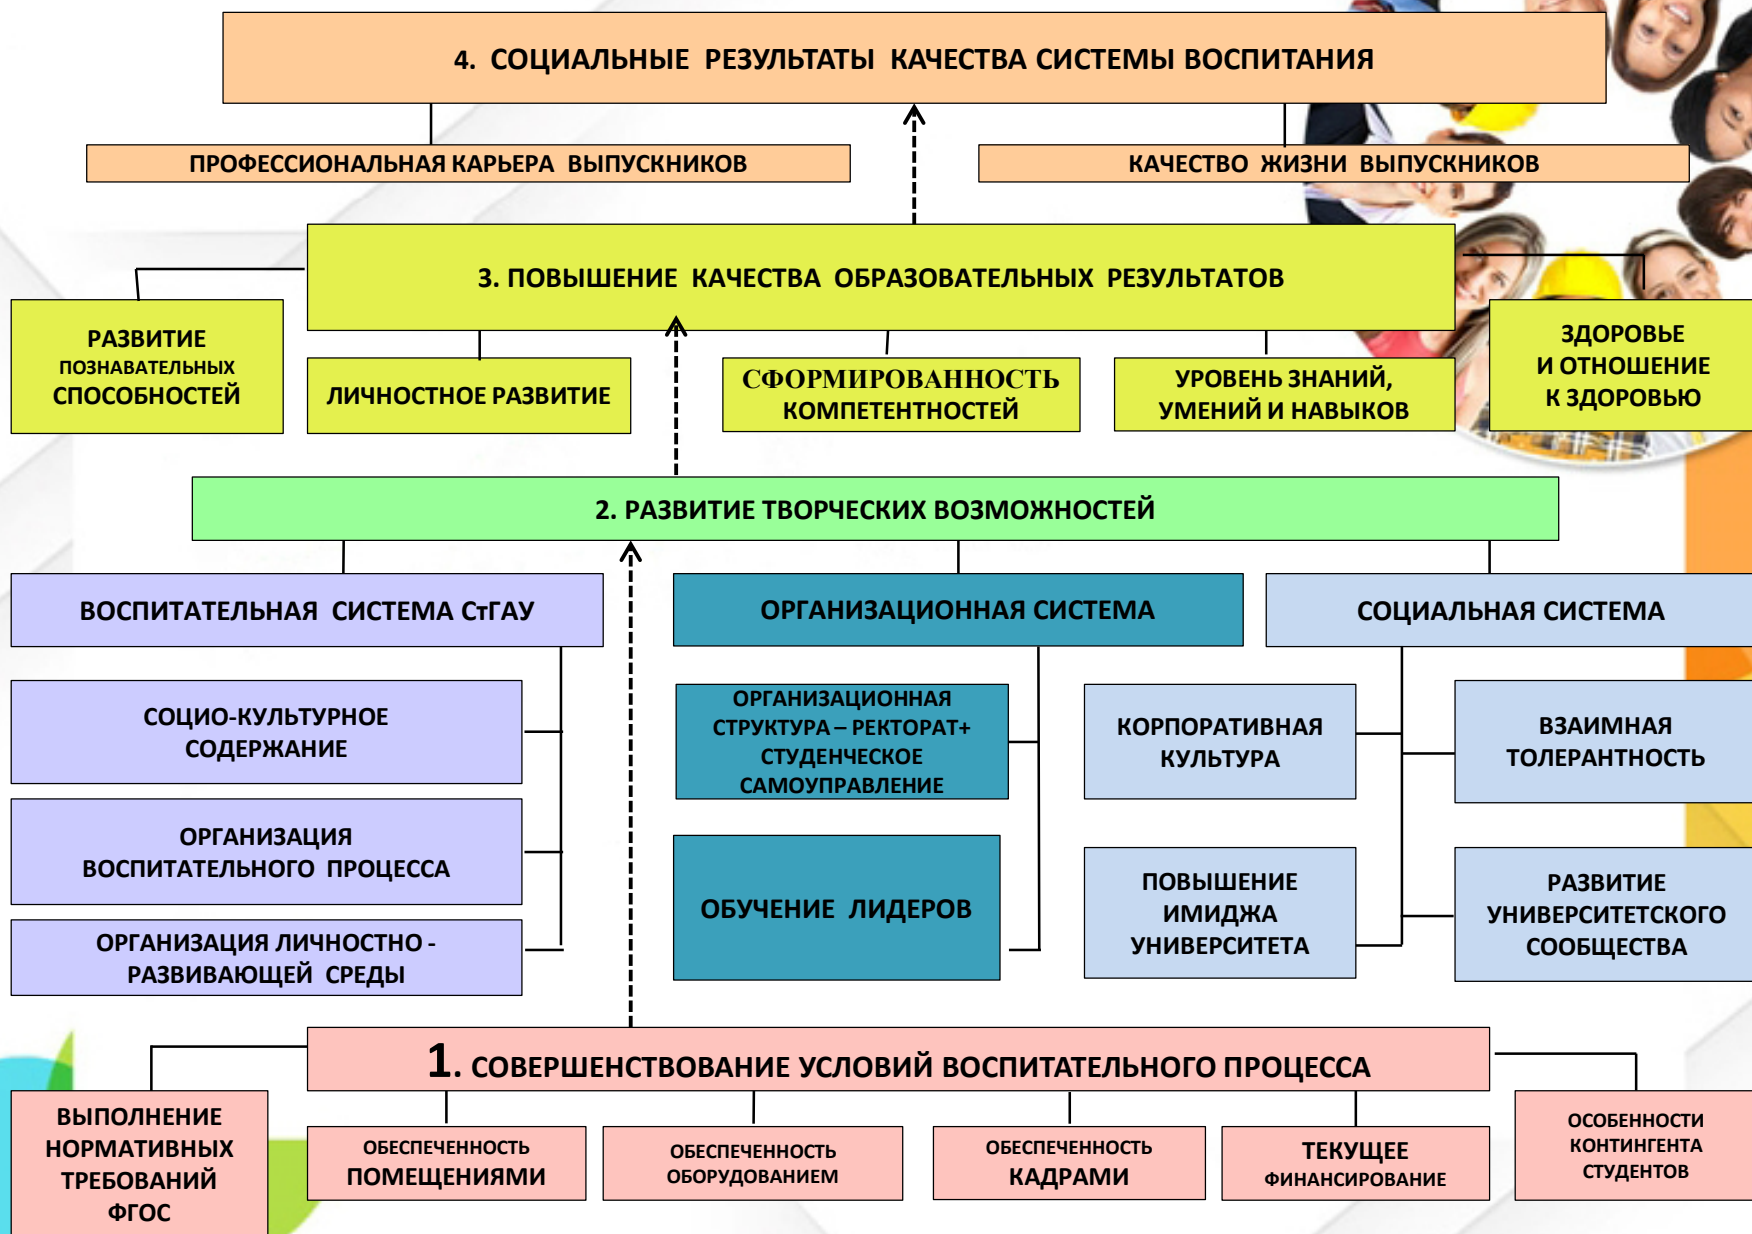 4. СОЦИАЛЬНЫЕ РЕЗУЛЬТАТЫ КАЧЕСТВА СИСТЕМЫ ВОСПИТАНИЯ
ПРОФЕССИОНАЛЬНАЯ КАРЬЕРА ВЫПУСКНИКОВ
КАЧЕСТВО ЖИЗНИ ВЫПУСКНИКОВ
3. ПОВЫШЕНИЕ КАЧЕСТВА ОБРАЗОВАТЕЛЬНЫХ РЕЗУЛЬТАТОВ
РАЗВИТИЕ
ПОЗНАВАТЕЛЬНЫХ
СПОСОБНОСТЕЙ
ЛИЧНОСТНОЕ РАЗВИТИЕ
СФОРМИРОВАННОСТЬ
КОМПЕТЕНТНОСТЕЙ
УРОВЕНЬ ЗНАНИЙ,
УМЕНИЙ И НАВЫКОВ
ЗДОРОВЬЕ
И ОТНОШЕНИЕ
К ЗДОРОВЬЮ
2. РАЗВИТИЕ ТВОРЧЕСКИХ ВОЗМОЖНОСТЕЙ
ВОСПИТАТЕЛЬНАЯ СИСТЕМА СтГАУ
СОЦИО-КУЛЬТУРНОЕ
СОДЕРЖАНИЕ
ОРГАНИЗАЦИЯ
ВОСПИТАТЕЛЬНОГО ПРОЦЕССА
ОРГАНИЗАЦИЯ ЛИЧНОСТНО -
РАЗВИВАЮЩЕЙ СРЕДЫ
ОРГАНИЗАЦИОННАЯ СИСТЕМА
ОРГАНИЗАЦИОННАЯ
СТРУКТУРА – РЕКТОРАТ+
СТУДЕНЧЕСКОЕ
САМОУПРАВЛЕНИЕ
ОБУЧЕНИЕ ЛИДЕРОВ
СОЦИАЛЬНАЯ СИСТЕМА
КОРПОРАТИВНАЯ
КУЛЬТУРА
ВЗАИМНАЯ
ТОЛЕРАНТНОСТЬ
ПОВЫШЕНИЕ
ИМИДЖА
УНИВЕРСИТЕТА
РАЗВИТИЕ
УНИВЕРСИТЕТСКОГО
СООБЩЕСТВА
1. СОВЕРШЕНСТВОВАНИЕ УСЛОВИЙ ВОСПИТАТЕЛЬНОГО ПРОЦЕССА
ВЫПОЛНЕНИЕ
НОРМАТИВНЫХ
ТРЕБОВАНИЙ
ФГОС
ОБЕСПЕЧЕННОСТЬ
ПОМЕЩЕНИЯМИ
ОБЕСПЕЧЕННОСТЬ
ОБОРУДОВАНИЕМ
ОБЕСПЕЧЕННОСТЬ
КАДРАМИ
ТЕКУЩЕЕ
ФИНАНСИРОВАНИЕ
ОСОБЕННОСТИ
КОНТИНГЕНТА
СТУДЕНТОВ